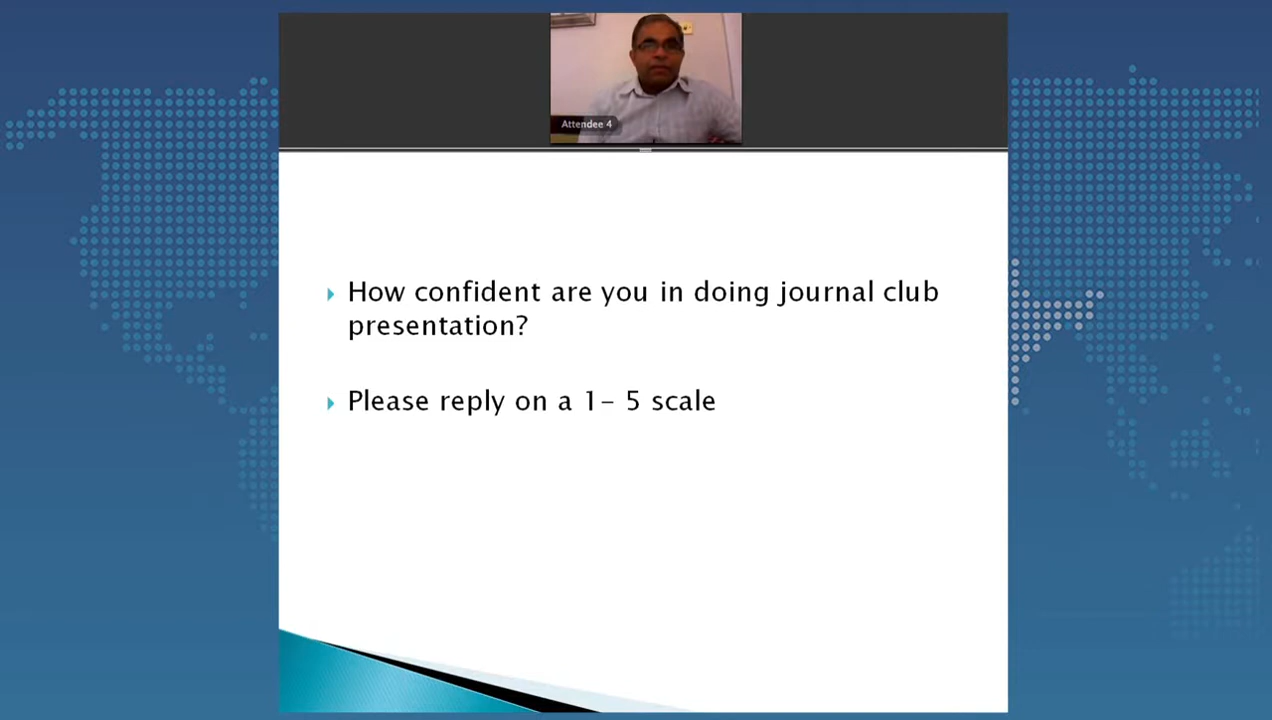 Attendee 4
How confident are you in doing journal club
presentation?
Please reply on a 1- 5 scale